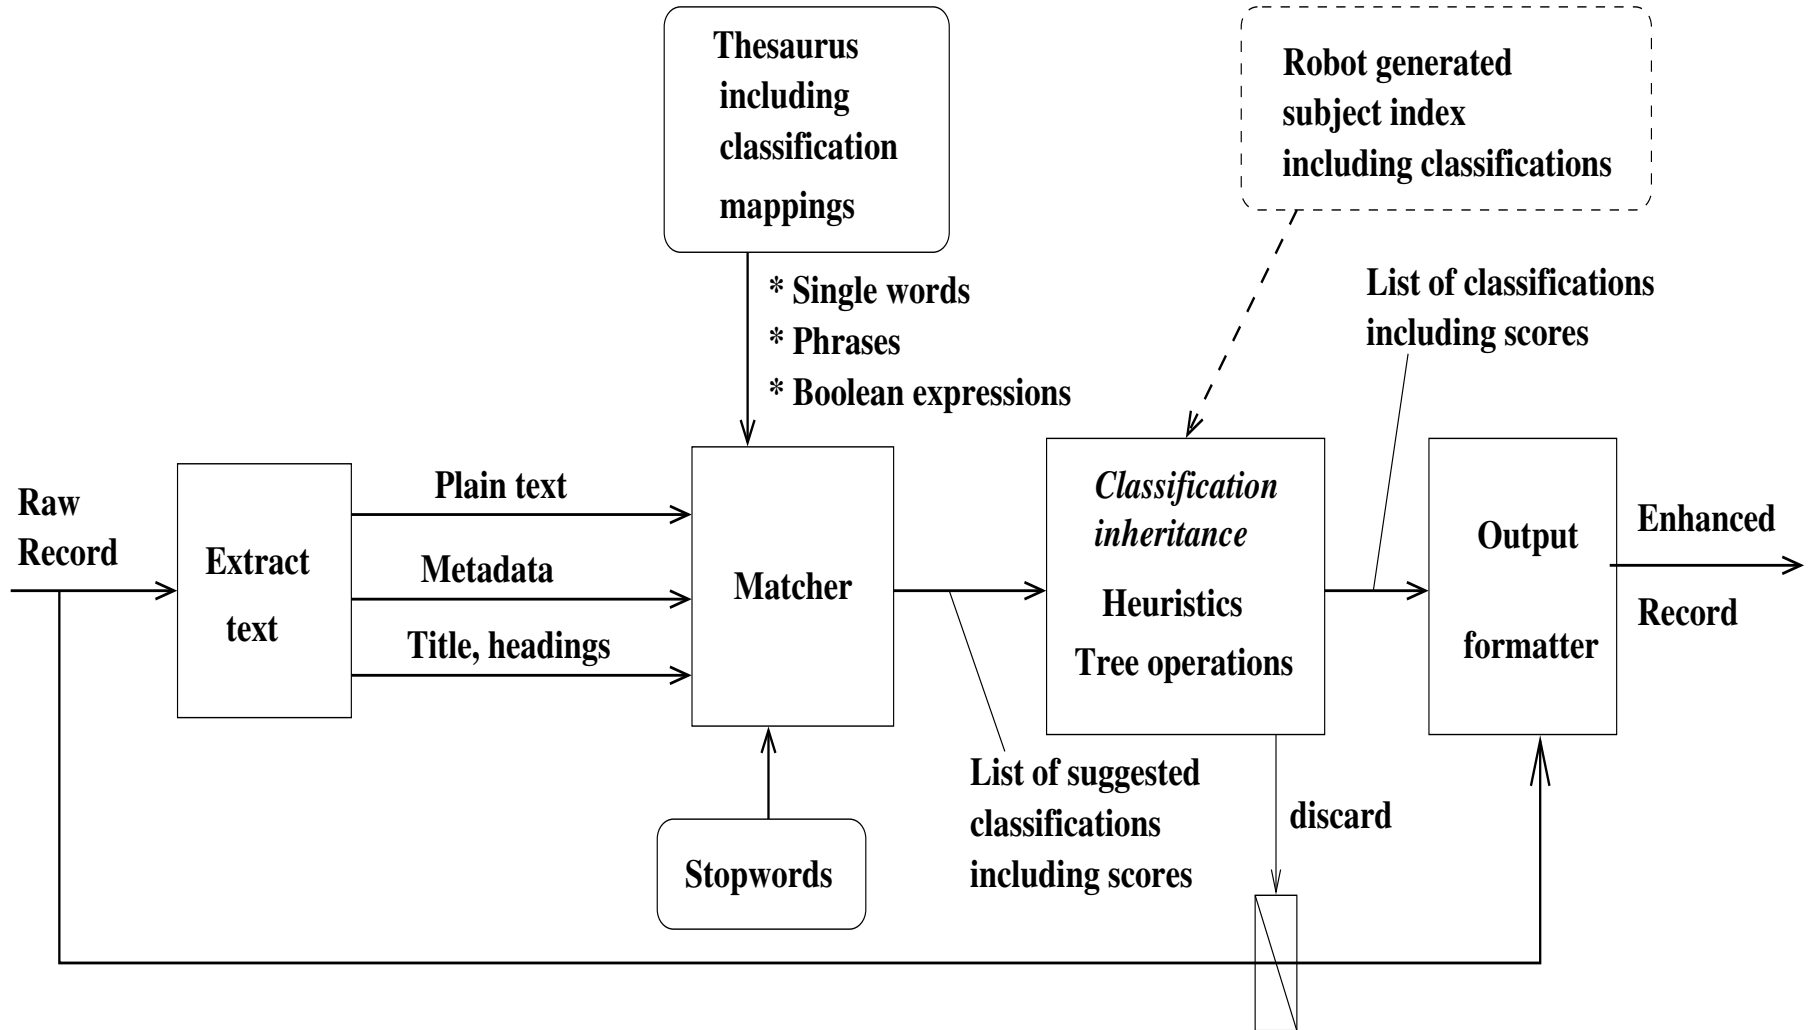 Thesaurus
including
classification
mappings
Robot generated
subject index
including classifications
* Single words
* Phrases
* Boolean expressions
List of classifications
including scores
Raw
Record
Extract
text
Plain text
Metadata
Title, headings
Matcher
Classification
inheritance
Heuristics
Tree operations
Output
formatter
Enhanced
Record
List of suggested
classifications
including scores
discard
Stopwords